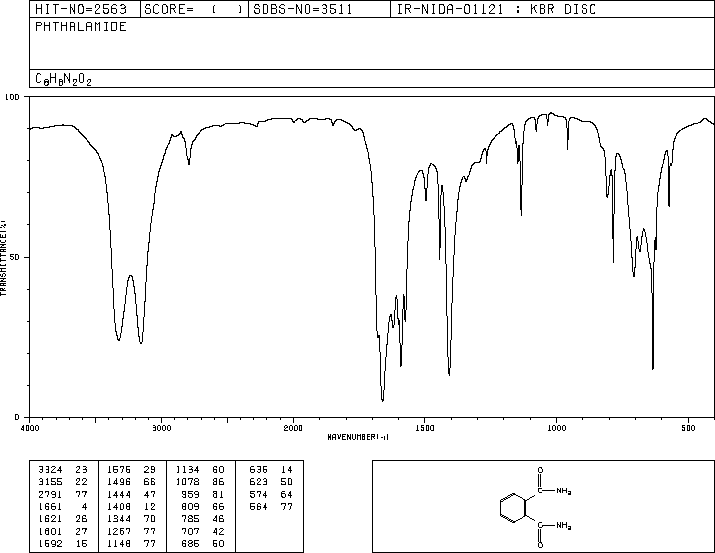 HIT-NO=2563 SCORE= ( ) SDBS-NO=3511 IR-NIDA-01121 : KBR DISC
PHTHALAMIDE
C8H8N2O2
100
50
0
TRANSMITTANCE(%)
4000 3000 2000 1500 1000 500
WAVENUMBER(-1)
3324 23 1576 29 1134 60 636 14
3155 22 1496 66 1078 86 623 50
2791 77 1444 47 959 81 574 64
1661 4 1408 12 809 66 564 77
1621 26 1344 70 785 46
1601 27 1267 77 707 42
1592 15 1148 77 685 50
O
C NH2
C NH2
O